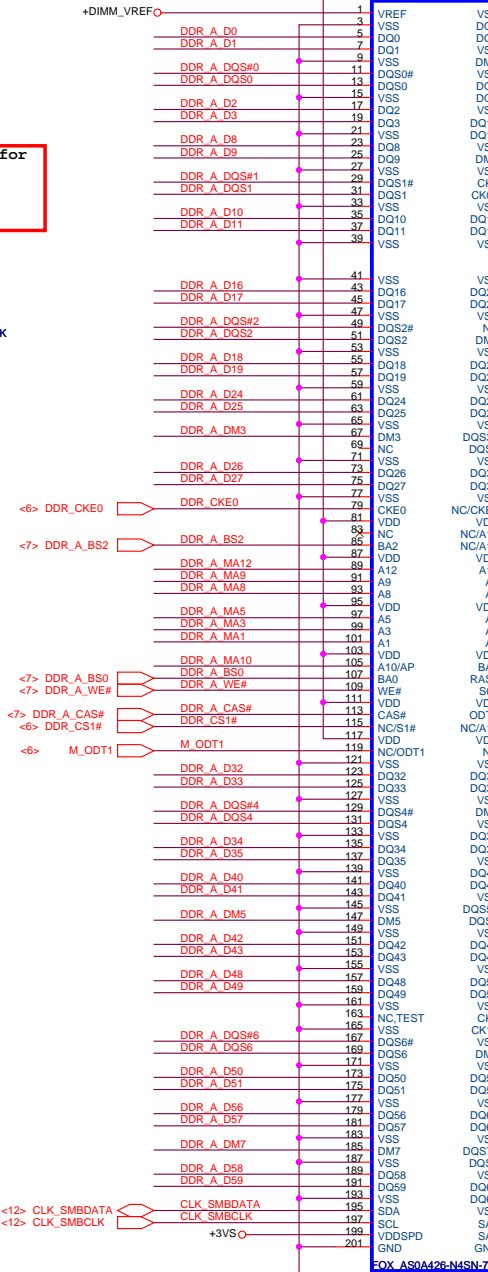 +DIMM_VREF 1 VREF
3 VSS
DDR_A_D0 5 DQ0
DDR_A_D1 7 DQ1
9 VSS
DDR_A_DQS#0 11 DQS0#
DDR_A_DQS0 13 DQS0
15 VSS
DDR_A_D2 17 DQ2
DDR_A_D3 19 DQ3
21 VSS
for
DDR_A_D8 23 DQ8
DDR_A_D9 25 DQ9
27 VSS
DDR_A_DQS#1 29 DQS1#
DDR_A_DQS1 31 DQS1
33 VSS
DDR_A_D10 35 DQ10
DDR_A_D11 37 DQ11
39 VSS
41 VSS
DDR_A_D16 43 DQ16
DDR_A_D17 45 DQ17
47 VSS
K
DDR_A_DQS#2 49 DQS2#
DDR_A_DQS2 51 DQS2
53 VSS
DDR_A_D18 55 DQ18
DDR_A_D19 57 DQ19
59 VSS
DDR_A_D24 61 DQ24
DDR_A_D25 63 DQ25
65 VSS
DDR_A_DM3 67 DM3
69 NC
71 VSS
DDR_A_D26 73 DQ26
DDR_A_D27 75 DQ27
77 VSS
<6> DDR_CKE0 DDR_CKE0 79 CKE0
81 VDD
83 NC
<7> DDR_A_BS2 DDR_A_BS2 85 BA2
87 VDD
DDR_A_MA12 89 A12
DDR_A_MA9 91 A9
DDR_A_MA8 93 A8
95 VDD
DDR_A_MA5 97 A5
DDR_A_MA3 99 A3
DDR_A_MA1 101 A1
103 VDD
DDR_A_MA10 105 A10/AP
<7> DDR_A_BS0 DDR_A_BS0 107 BA0
<7> DDR_A_WE# DDR_A_WE# 109 WE#
111 VDD
<7> DDR_A_CAS# DDR_A_CAS# 113 CAS#
<6> DDR_CS1# DDR_CS1# 115 NC/S1#
117 VDD
<6> M_ODT1 M_ODT1 119 NC/ODT1
121 VSS
DDR_A_D32 123 DQ32
DDR_A_D33 125 DQ33
127 VSS
DDR_A_DQS#4 129 DQS4#
DDR_A_DQS4 131 DQS4
133 VSS
DDR_A_D34 135 DQ34
DDR_A_D35 137 DQ35
139 VSS
DDR_A_D40 141 DQ40
DDR_A_D41 143 DQ41
145 VSS
DDR_A_DM5 147 DM5
149 VSS
DDR_A_D42 151 DQ42
DDR_A_D43 153 DQ43
155 VSS
DDR_A_D48 157 DQ48
DDR_A_D49 159 DQ49
161 VSS
163 NC,TEST
165 VSS
DDR_A_DQS#6 167 DQS6#
DDR_A_DQS6 169 DQS6
171 VSS
DDR_A_D50 173 DQ50
DDR_A_D51 175 DQ51
177 VSS
DDR_A_D56 179 DQ56
DDR_A_D57 181 DQ57
183 VSS
DDR_A_DM7 185 DM7
187 VSS
DDR_A_D58 189 DQ58
DDR_A_D59 191 DQ59
193 VSS
<12> CLK_SMBDATA CLK_SMBDATA 195 SDA
<12> CLK_SMBCLK CLK_SMBCLK 197 SCL
+3VS 199 VDDSPD
201 GND
FOX_AS0A426-N4SN-7